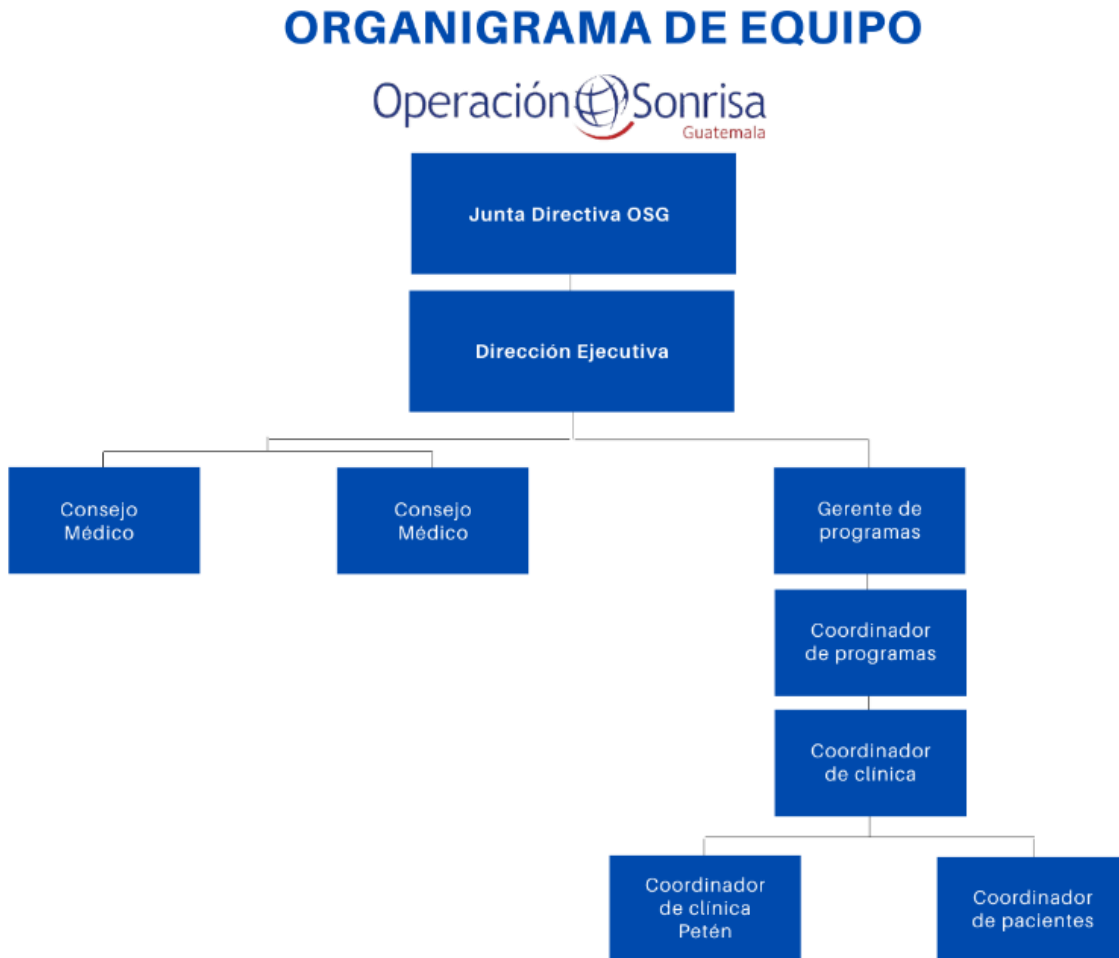 ORGANIGRAMA DE EQUIPO
Operación Sonrisa
Guatemala
Junta Directiva OSG
Dirección Ejecutiva
Consejo
Médico
Consejo
Médico
Gerente de
programas
Coordinador
de programas
Coordinador
de clínica
Coordinador
de clínica
Petén
Coordinador
de pacientes